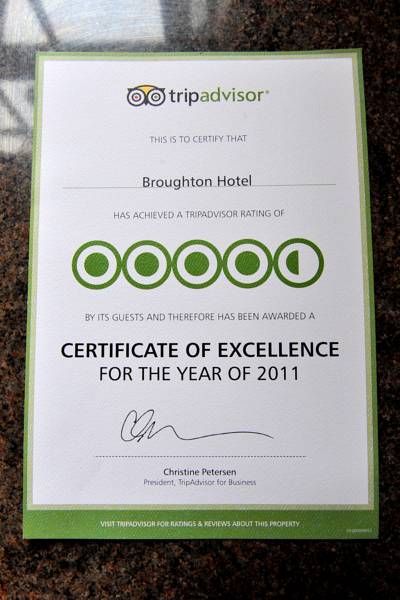 tripadvisor®
THIS IS TO CERTIFY THAT
Broughton Hotel
HAS ACHIEVED A TRIPADVISOR RATING OF
BY ITS GUESTS AND THEREFORE HAS BEEN AWARDED A
CERTIFICATE OF EXCELLENCE
FOR THE YEAR OF 2011
Christine Petersen
President, TripAdvisor for Business
VISIT TRIPADVISOR FOR RATINGS & REVIEWS ABOUT THIS PROPERTY